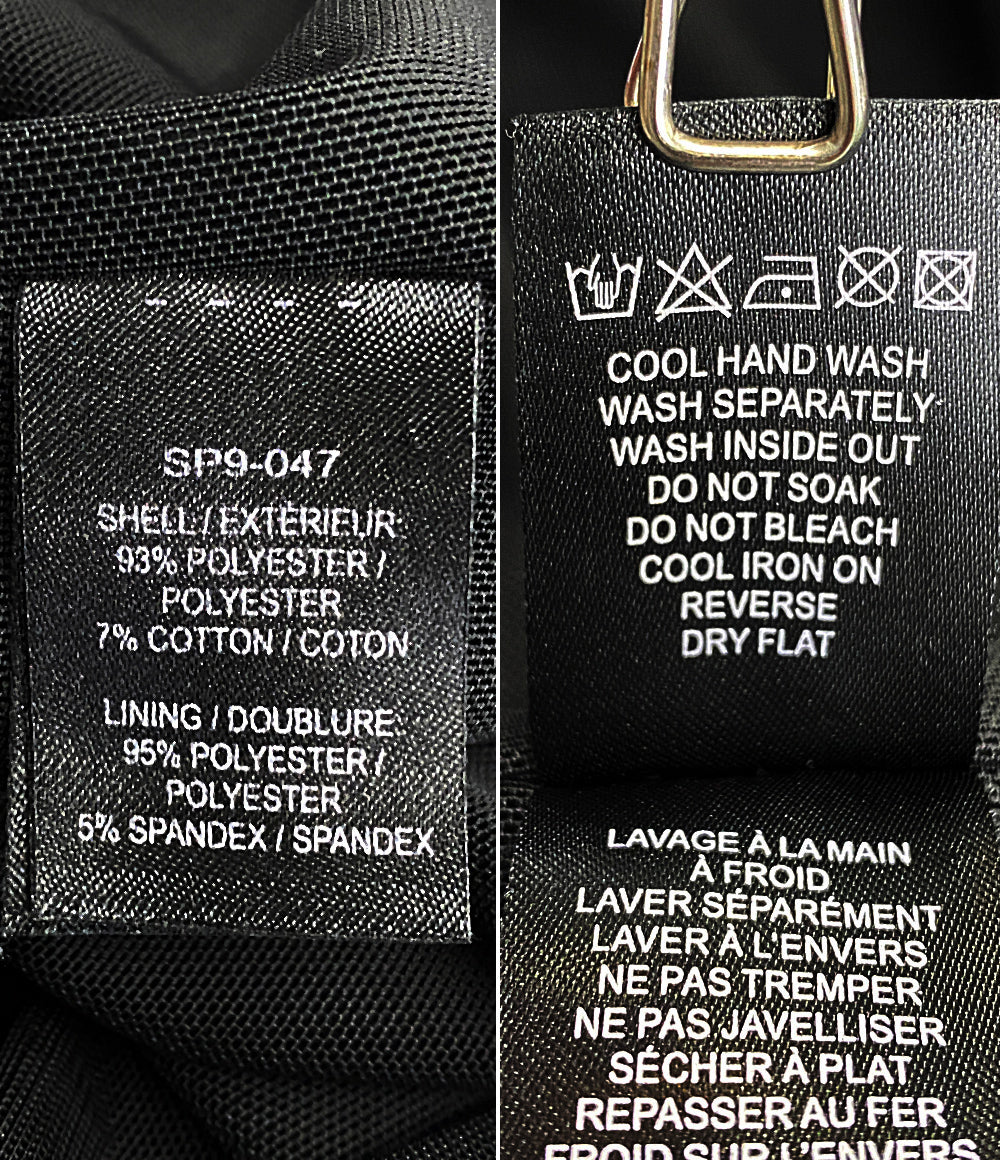 SP9-047
SHELL / EXTÉRIEUR:
93% POLYESTER /
POLYESTER
7% COTTON / COTON
LINING / DOUBLURE:
95% POLYESTER /
POLYESTER
5% SPANDEX / SPANDEX
COOL HAND WASH
WASH SEPARATELY
WASH INSIDE OUT
DO NOT SOAK
DO NOT BLEACH
COOL IRON ON
REVERSE
DRY FLAT
LAVAGE À LA MAIN
À FROID
LAVER SÉPARÉMENT
LAVER À L'ENVERS
NE PAS TREMPER
NE PAS JAVELLISER
SÉCHER À PLAT
REPASSER AU FER
FROID SUR L'ENVERS